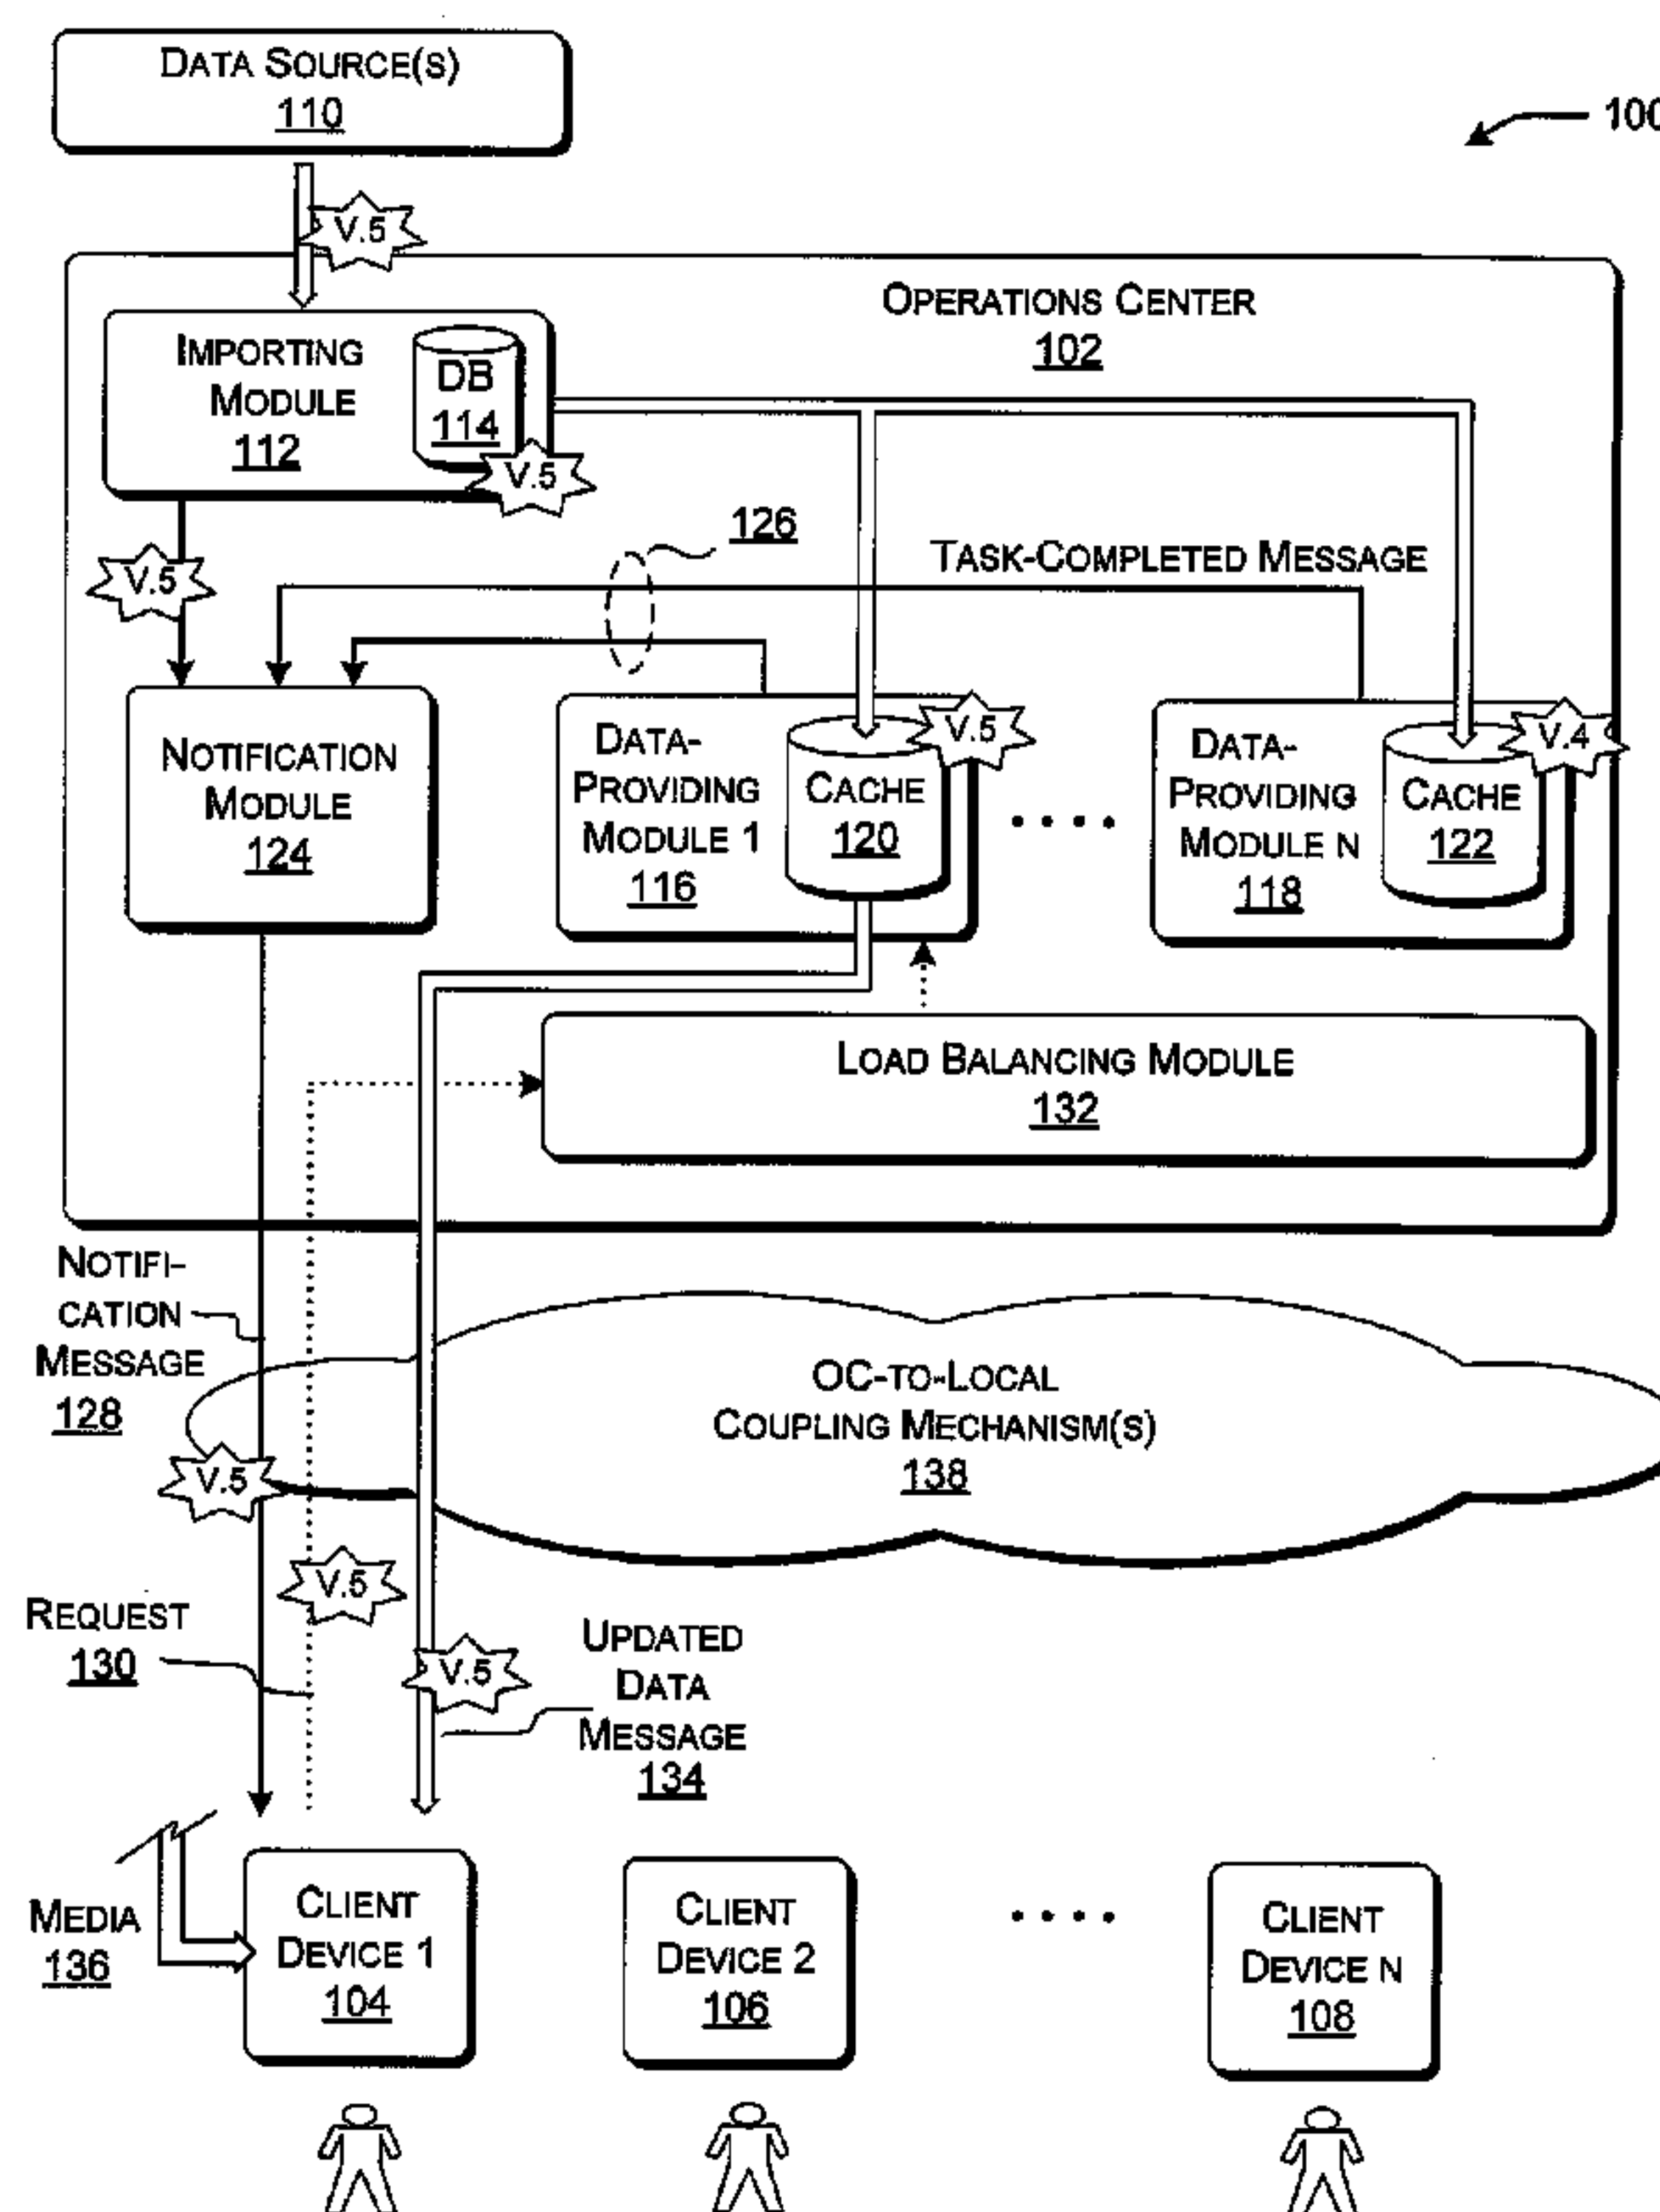 DATA SOURCE(S)
110
100
V.5
OPERATIONS CENTER
102
IMPORTING
MODULE
112
DB
114
V.5
126
TASK-COMPLETED MESSAGE
V.5
NOTIFICATION
MODULE
124
DATA-
PROVIDING
MODULE 1
116
CACHE
120
V.5
DATA-
PROVIDING
MODULE N
118
CACHE
122
V.4
LOAD BALANCING MODULE
132
NOTIFI-
CATION
MESSAGE
128
OC-TO-LOCAL
COUPLING MECHANISM(S)
138
V.5
V.5
REQUEST
130
V.5
UPDATED
DATA
MESSAGE
134
MEDIA
136
CLIENT
DEVICE 1
104
CLIENT
DEVICE 2
106
CLIENT
DEVICE N
108